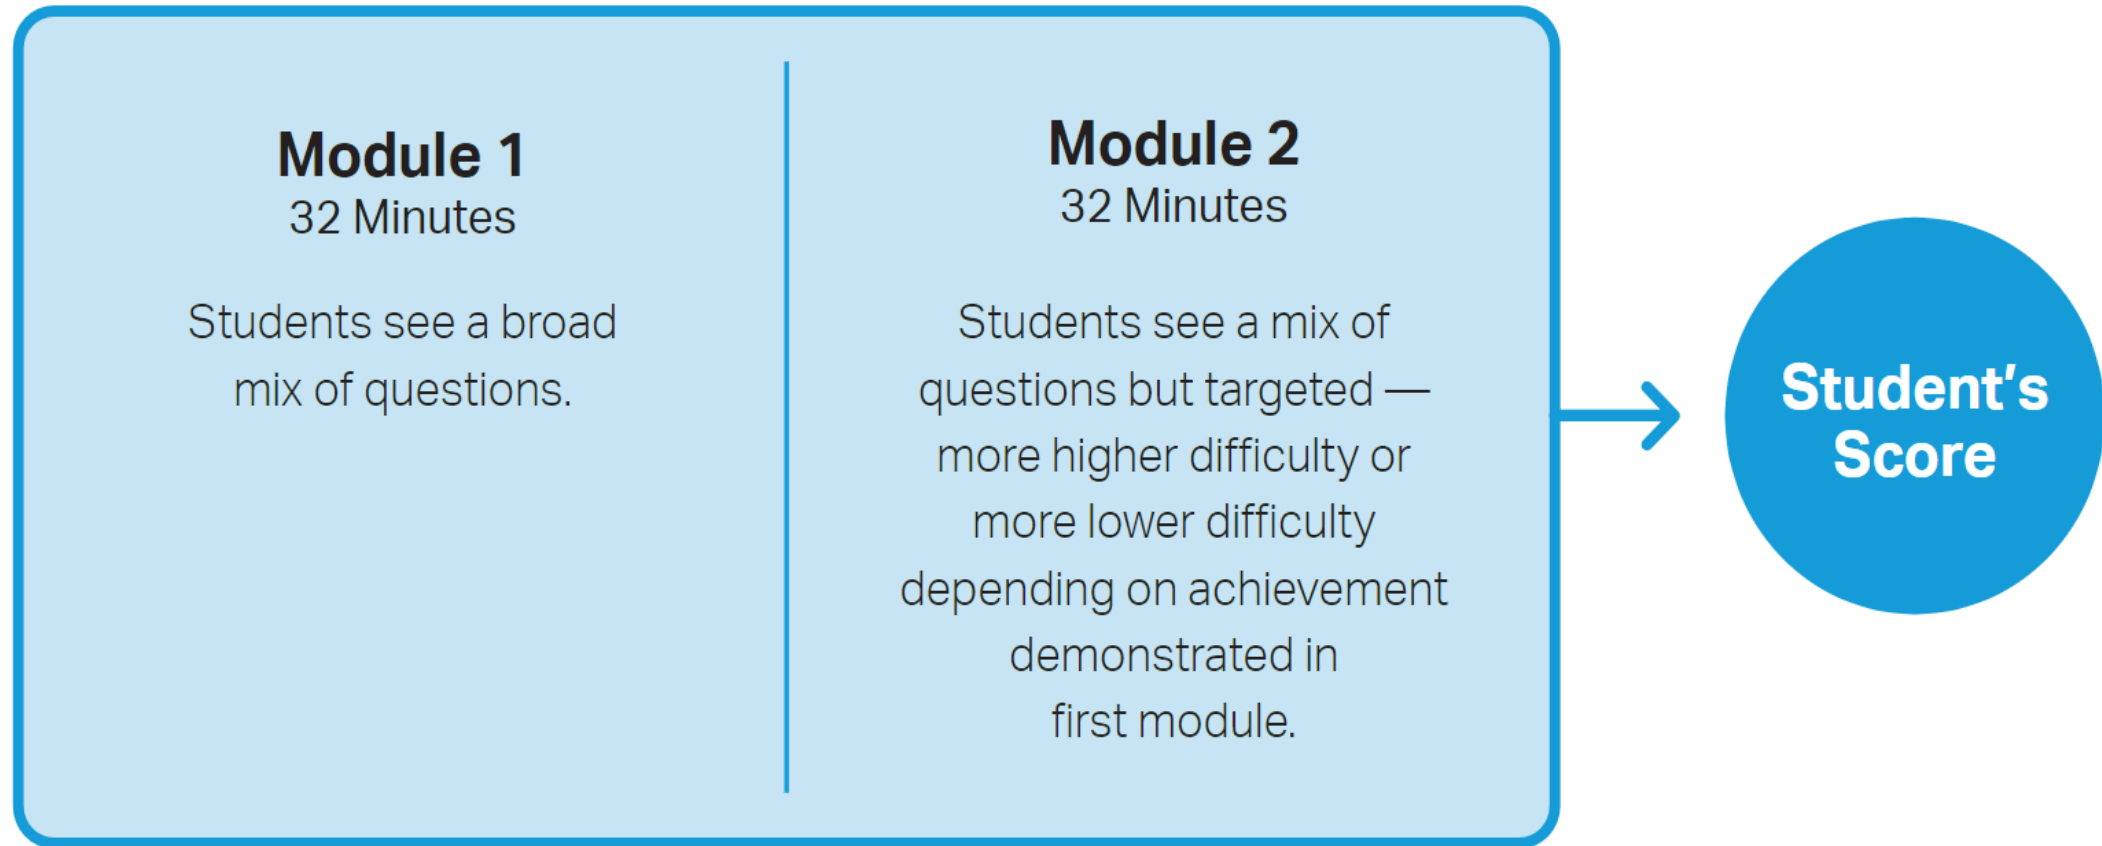 Module 1
32 Minutes
Students see a broad
mix of questions.
Module 2
32 Minutes
Students see a mix of
questions but targeted —
more higher difficulty or
more lower difficulty
depending on achievement
demonstrated in
first module.
Student’s
Score